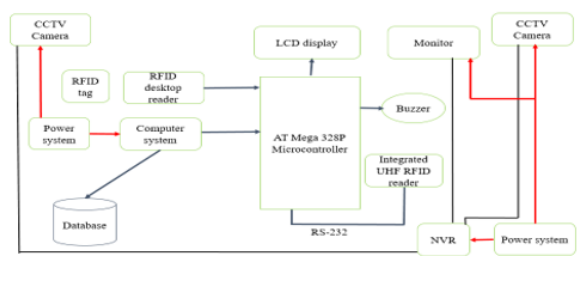 CCTV
Camera
CCTV
Camera
LCD display
Monitor
RFID
tag
RFID
desktop
reader
Buzzer
Power
system
Computer
system
AT Mega 328P
Microcontroller
Integrated
UHF RFID
reader
Database
RS-232
NVR
Power system